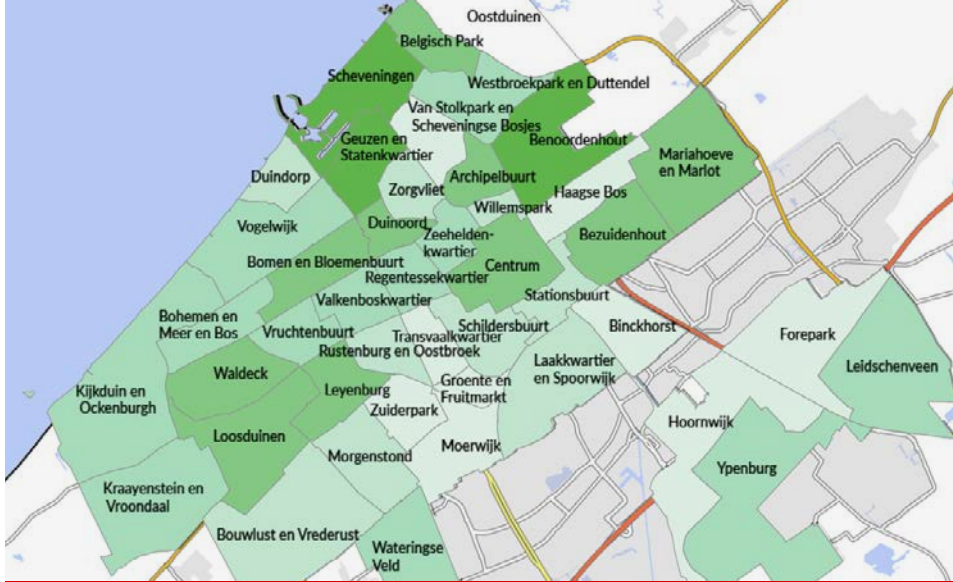 Oostduinen
Belgisch Park
Scheveningen
Westbroekpark en Duttendel
Van Stolkpark en
Scheveningse Bosjes
Geuzen en
Statenkwartier
Benoordenhout
Mariahoeve
en Marlot
Duindorp
Zorgvliet
Archipelbuurt
Haagse Bos
Willemspark
Vogelwijk
Duinoord
Zeehelden-
kwartier
Bezuidenhout
Bomen en Bloemenbuurt
Centrum
Regentessekwartier
Stationsbuurt
Valkenboskwartier
Bohemen en
Meer en Bos
Vruchtenbuurt
Schildersbuurt
Binckhorst
Transvaalkwartier
Forepark
Rustenburg en Oostbroek
Laakkwartier
en Spoorwijk
Leidschenveen
Waldeck
Kijkduin en
Ockenburgh
Leyenburg
Groente en
Fruitmarkt
Zuiderpark
Hoornwijk
Loosduinen
Moerwijk
Morgenstond
Ypenburg
Kraayenstein en
Vroondaal
Bouwlust en Vrederust
Wateringse
Veld